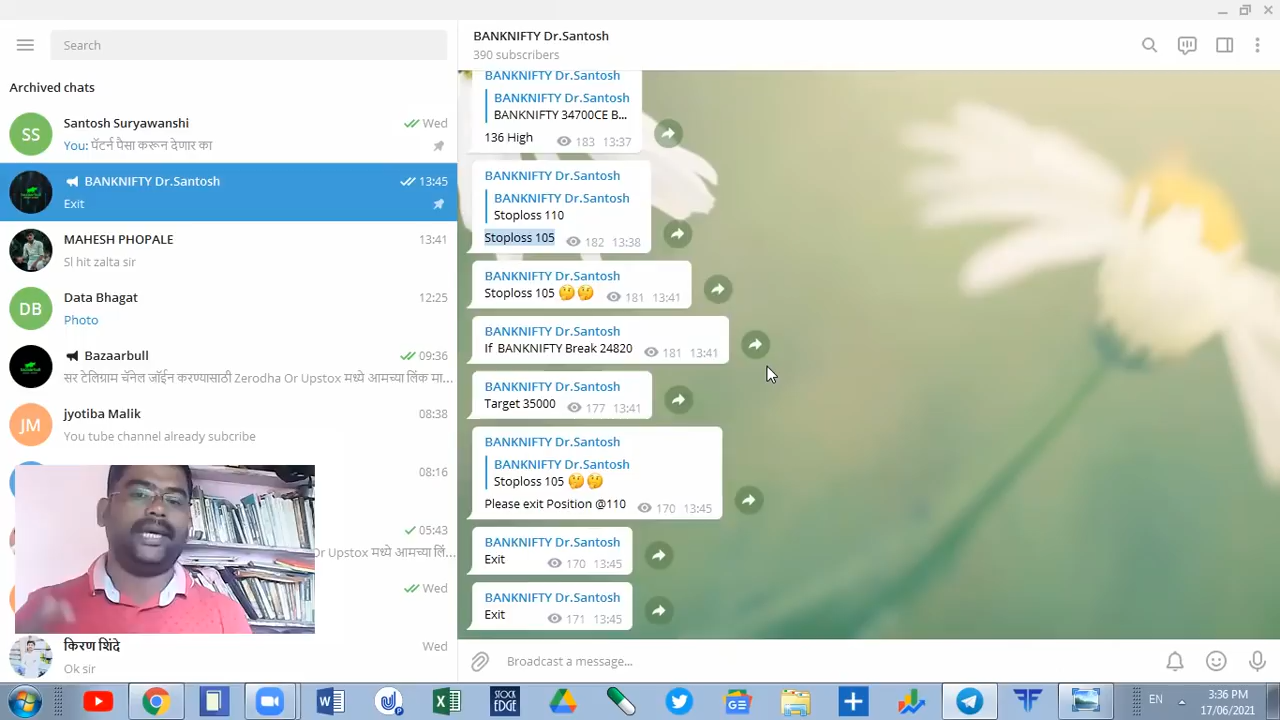 Search
Archived chats
SS
Santosh Suryawanshi
Wed
You: पॅटर्न पैसा करून देणार का
BANKNIFTY Dr.Santosh
13:45
Exit
MAHESH PHOPALE
13:41
Sl hit zalta sir
DB
Data Bhagat
12:25
Photo
Bazaarbull
09:36
सर टेलिग्राम चॅनेल जॉईन करण्यासाठी Zerodha Or Upstox मध्ये आमच्या लिंक मा...
JM
jyotiba Malik
08:38
You tube channel already subcribe
08:16
05:43
Or Upstox मध्ये आमच्या लिं...
Wed
किरण शिंदे
Wed
Ok sir
BANKNIFTY Dr.Santosh
390 subscribers
BANKNIFTY Dr.Santosh
BANKNIFTY Dr.Santosh
BANKNIFTY 34700CE B...
136 High 183 13:37
BANKNIFTY Dr.Santosh
BANKNIFTY Dr.Santosh
Stoploss 110
Stoploss 105 182 13:38
BANKNIFTY Dr.Santosh
Stoploss 105 🤔🤔 181 13:41
BANKNIFTY Dr.Santosh
If BANKNIFTY Break 24820 181 13:41
BANKNIFTY Dr.Santosh
Target 35000 177 13:41
BANKNIFTY Dr.Santosh
BANKNIFTY Dr.Santosh
Stoploss 105 🤔🤔
Please exit Position @110 170 13:45
BANKNIFTY Dr.Santosh
Exit 170 13:45
BANKNIFTY Dr.Santosh
Exit 171 13:45
Broadcast a message...
STOCK
EDGE
EN
3:36 PM
17/06/2021